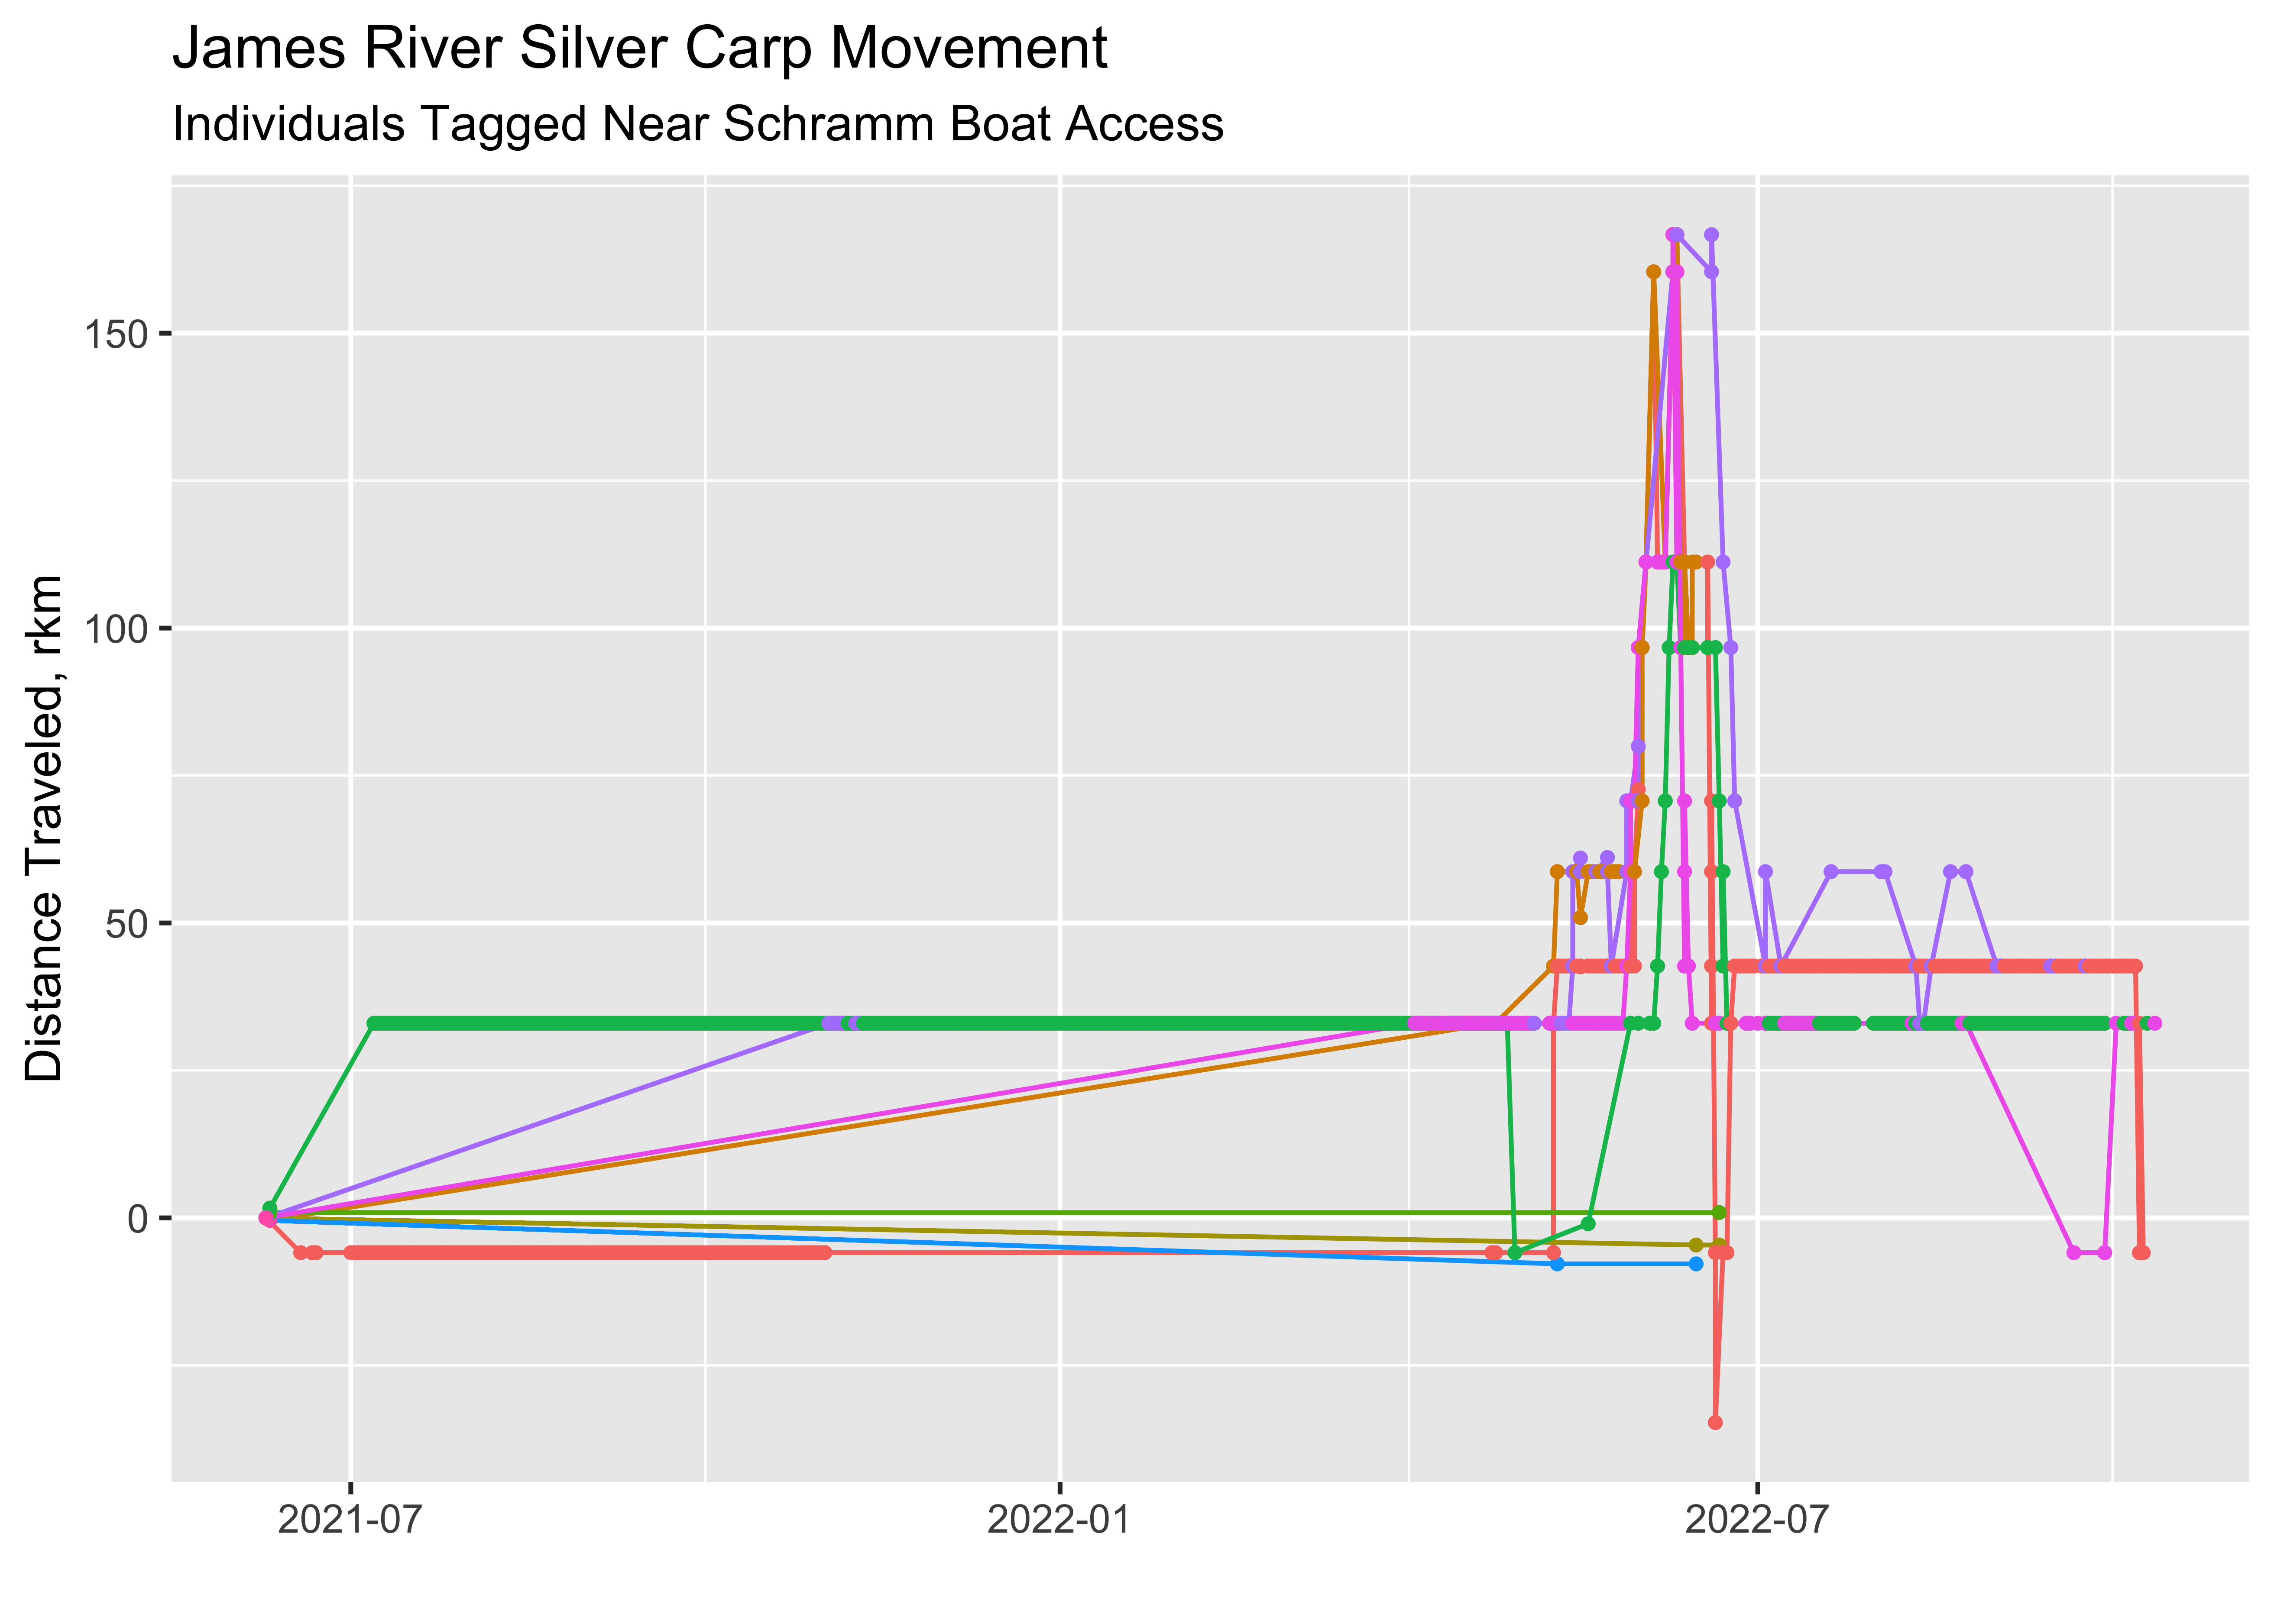 James River Silver Carp Movement
Individuals Tagged Near Schramm Boat Access
Distance Traveled, rkm
150
100
50
0
2021-07
2022-01
2022-07